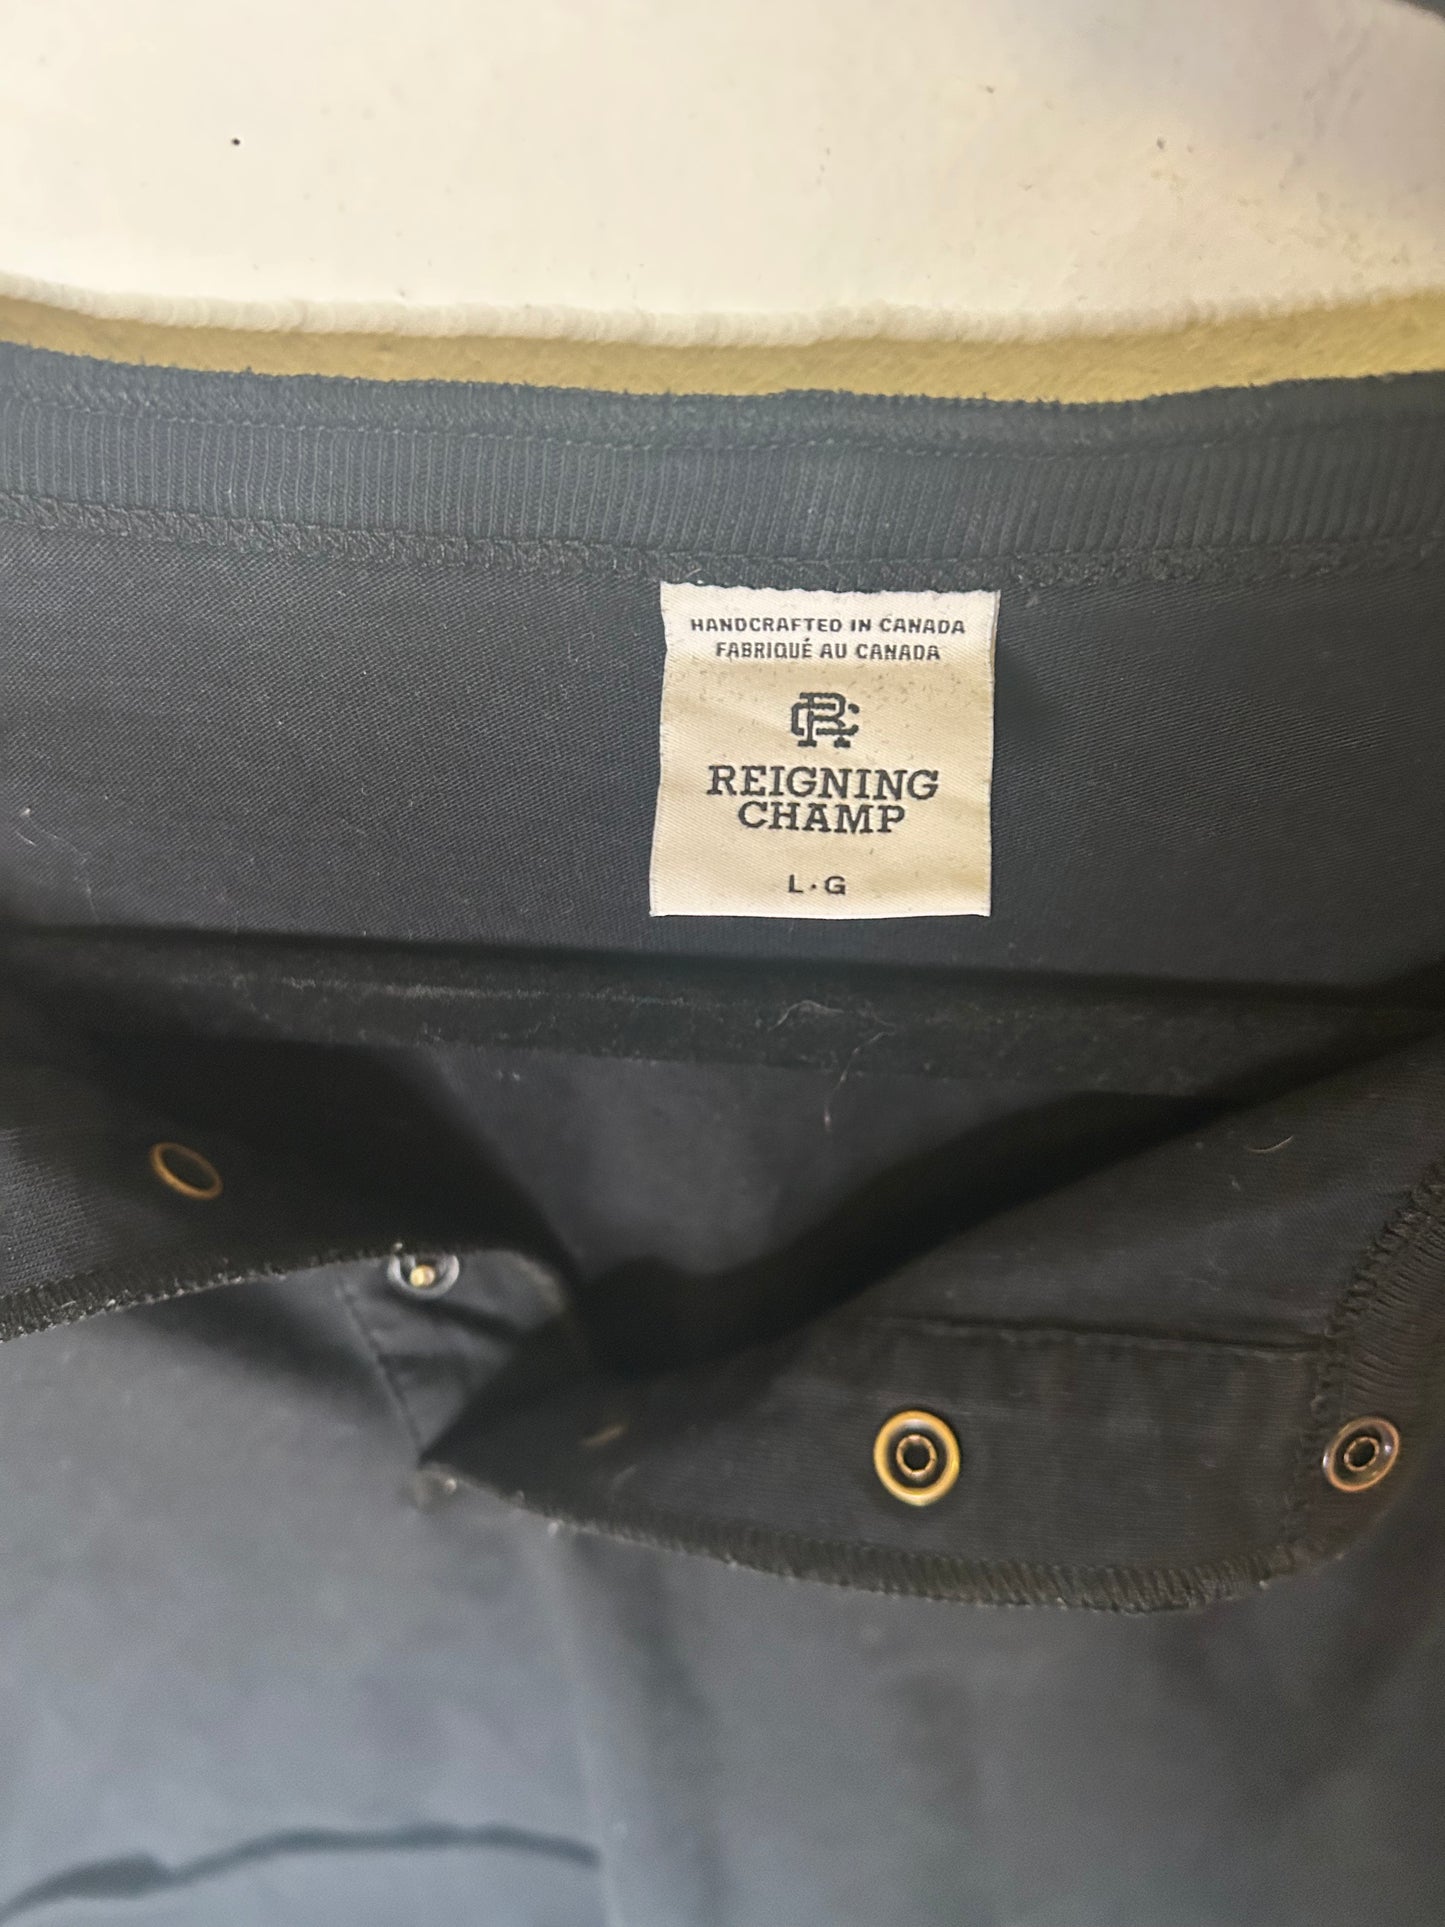 HANDCRAFTED IN CANADA
FABRIQUÉ AU CANADA
RC
REIGNING
CHAMP
L·G